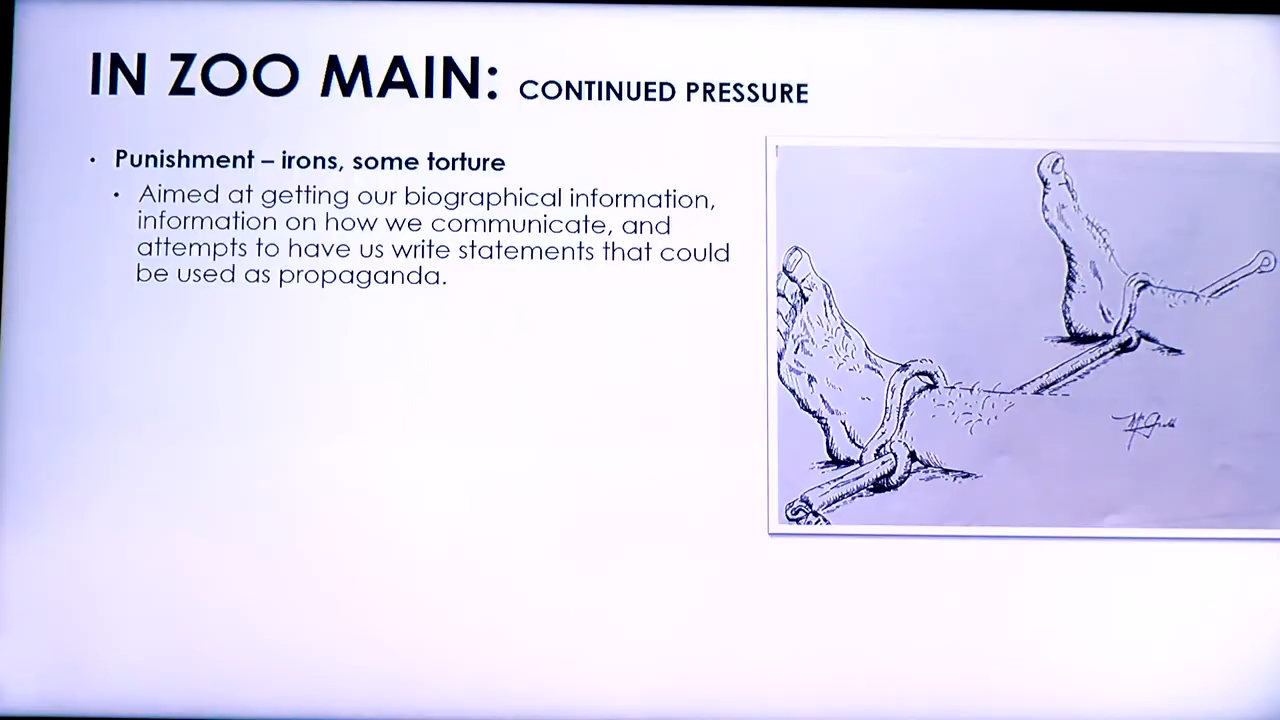 IN ZOO MAIN: CONTINUED PRESSURE
• Punishment – irons, some torture
• Aimed at getting our biographical information,
information on how we communicate, and
attempts to have us write statements that could
be used as propaganda.